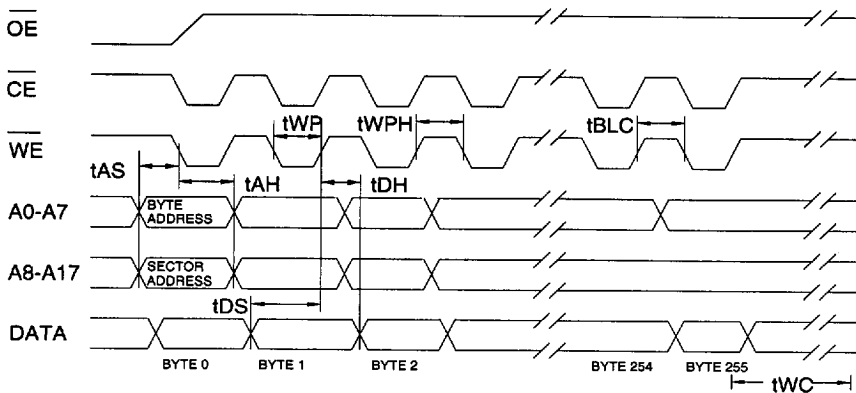 OE
CE
tWP tWPH tBLC
WE
tAS
tAH tDH
A0-A7 BYTE ADDRESS
A8-A17 SECTOR ADDRESS
tDS
DATA
BYTE 0 BYTE 1 BYTE 2 BYTE 254 BYTE 255
tWC